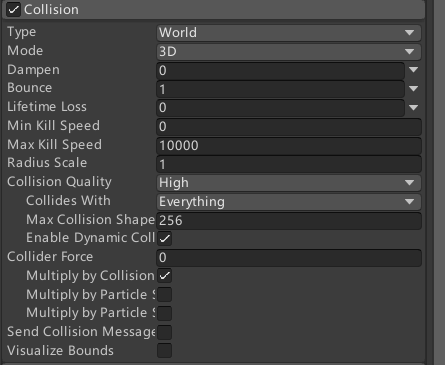 Collision
Type World
Mode 3D
Dampen 0
Bounce 1
Lifetime Loss 0
Min Kill Speed 0
Max Kill Speed 10000
Radius Scale 1
Collision Quality High
Collides With Everything
Max Collision Shape 256
Enable Dynamic Coll
Collider Force 0
Multiply by Collision
Multiply by Particle S
Multiply by Particle S
Send Collision Message
Visualize Bounds